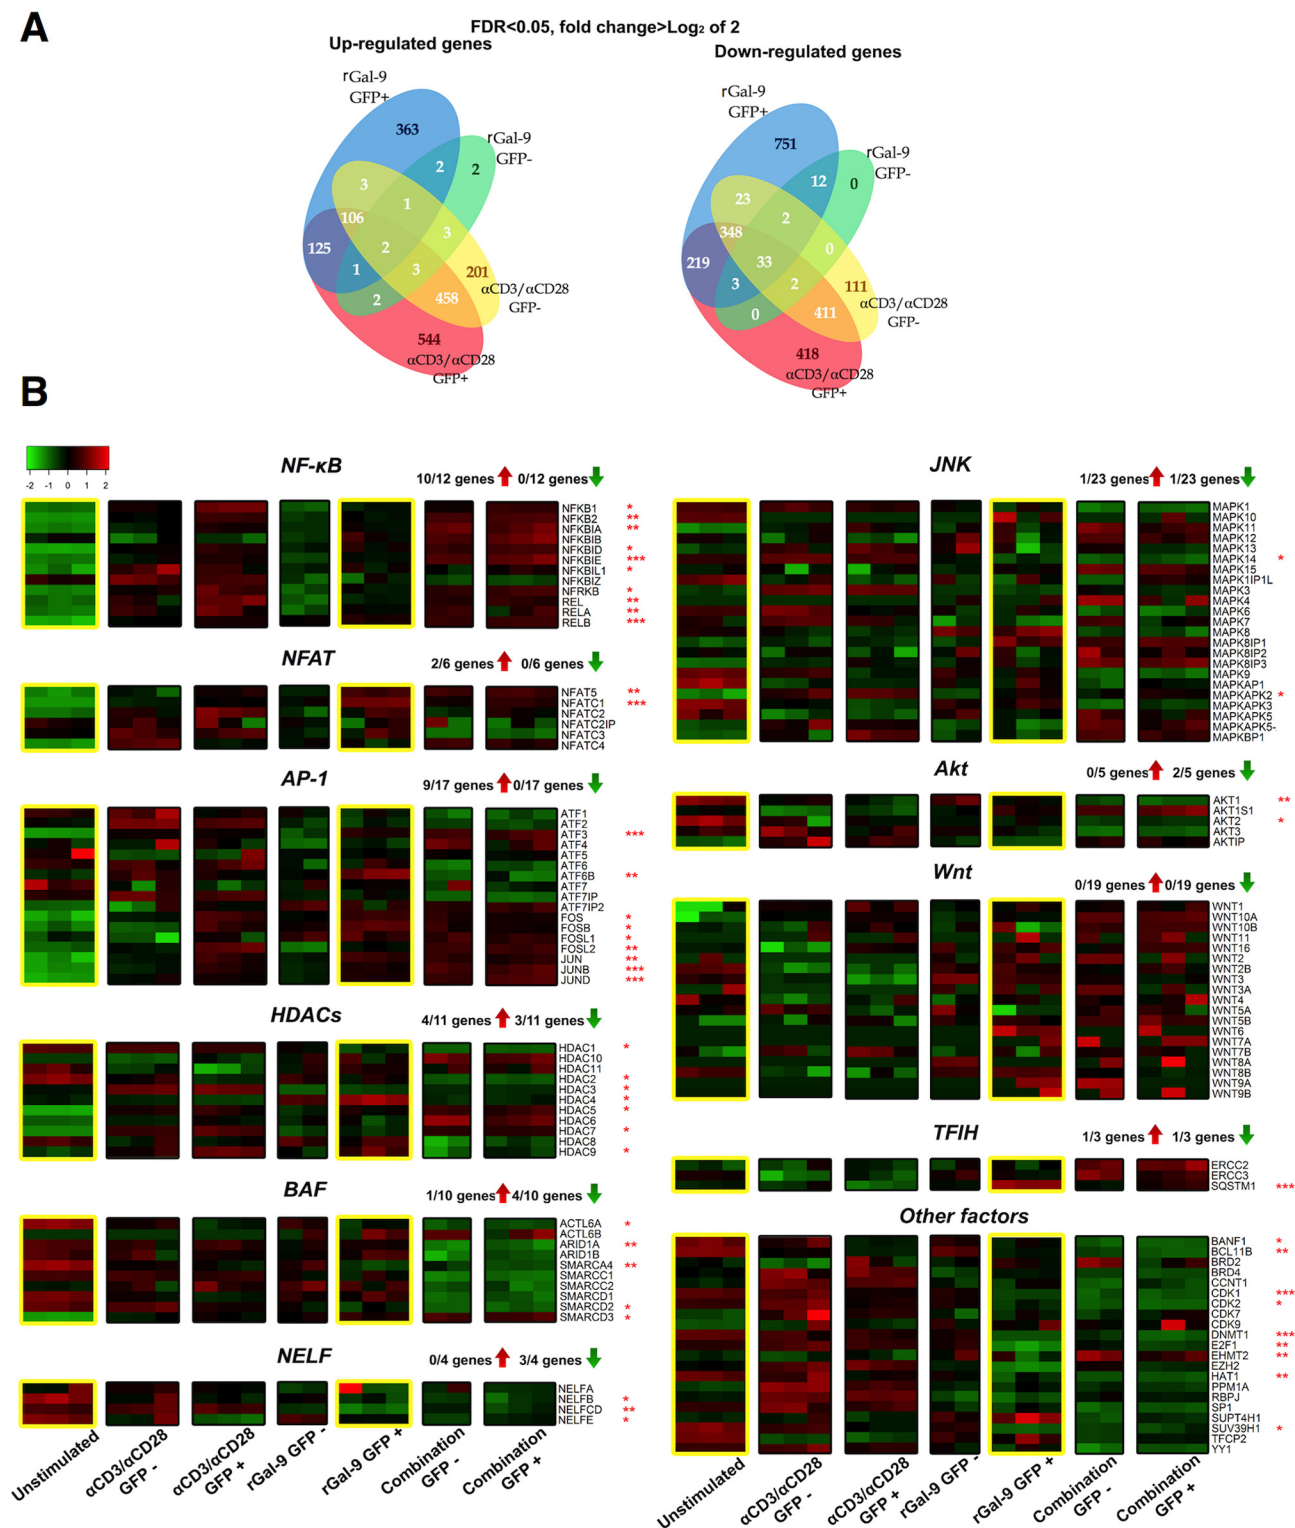 A
FDR<0.05, fold change>Log₂ of 2
Up-regulated genes
Down-regulated genes
rGal-9
GFP+
rGal-9
GFP-
363
2
2
3
1
106
3
125
2
201
1
3
αCD3/αCD28
GFP-
2
458
544
αCD3/αCD28
GFP+
rGal-9
GFP+
rGal-9
GFP-
751
12
0
23
2
348
0
219
33
111
3
2
αCD3/αCD28
GFP-
0
411
418
αCD3/αCD28
GFP+
B
-2 -1 0 1 2
NF-κB
10/12 genes 0/12 genes
NFKB1 *
NFKB2 **
NFKBIA **
NFKBIB
NFKBID *
NFKBIE ***
NFKBIL1 *
NFKBIZ
NFRKB *
REL **
RELA **
RELB ***
NFAT
2/6 genes 0/6 genes
NFAT5 **
NFATC1 ***
NFATC2
NFATC2IP
NFATC3
NFATC4
AP-1
9/17 genes 0/17 genes
ATF1
ATF2
ATF3 ***
ATF4
ATF5
ATF6
ATF6B **
ATF7
ATF7IP
ATF7IP2
FOS *
FOSB *
FOSL1 *
FOSL2 **
JUN **
JUNB ***
JUND ***
HDACs
4/11 genes 3/11 genes
HDAC1 *
HDAC10
HDAC11
HDAC2 *
HDAC3 *
HDAC4 *
HDAC5 *
HDAC6
HDAC7 *
HDAC8
HDAC9 *
BAF
1/10 genes 4/10 genes
ACTL6A *
ACTL6B
ARID1A **
ARID1B
SMARCA4 **
SMARCC1
SMARCC2
SMARCD1
SMARCD2 *
SMARCD3 *
NELF
0/4 genes 3/4 genes
NELFA
NELFB *
NELFCD **
NELFE *
Unstimulated
αCD3/αCD28
GFP -
αCD3/αCD28
GFP +
rGal-9 GFP -
rGal-9 GFP +
Combination
GFP -
Combination
GFP +
JNK
1/23 genes 1/23 genes
MAPK1
MAPK10
MAPK11
MAPK12
MAPK13
MAPK14 *
MAPK15
MAPK1IP1L
MAPK3
MAPK4
MAPK6
MAPK7
MAPK8
MAPK8IP1
MAPK8IP2
MAPK8IP3
MAPK9
MAPKAP1
MAPKAPK2 *
MAPKAPK3
MAPKAPK5
MAPKAPK5-
MAPKBP1
Akt
0/5 genes 2/5 genes
AKT1 **
AKT1S1
AKT2 *
AKT3
AKTIP
Wnt
0/19 genes 0/19 genes
WNT1
WNT10A
WNT10B
WNT11
WNT16
WNT2
WNT2B
WNT3
WNT3A
WNT4
WNT5A
WNT5B
WNT6
WNT7A
WNT7B
WNT8A
WNT8B
WNT9A
WNT9B
TFIH
1/3 genes 1/3 genes
ERCC2
ERCC3
SQSTM1 ***
Other factors
BANF1 *
BCL11B **
BRD2
BRD4
CCNT1
CDK1 ***
CDK2 *
CDK7
CDK9
DNMT1 ***
E2F1 **
EHMT2 **
EZH2
HAT1 **
PPM1A
RBPJ
SP1
SUPT4H1
SUV39H1 *
TFCP2
YY1
Unstimulated
αCD3/αCD28
GFP -
αCD3/αCD28
GFP +
rGal-9 GFP -
rGal-9 GFP +
Combination
GFP -
Combination
GFP +